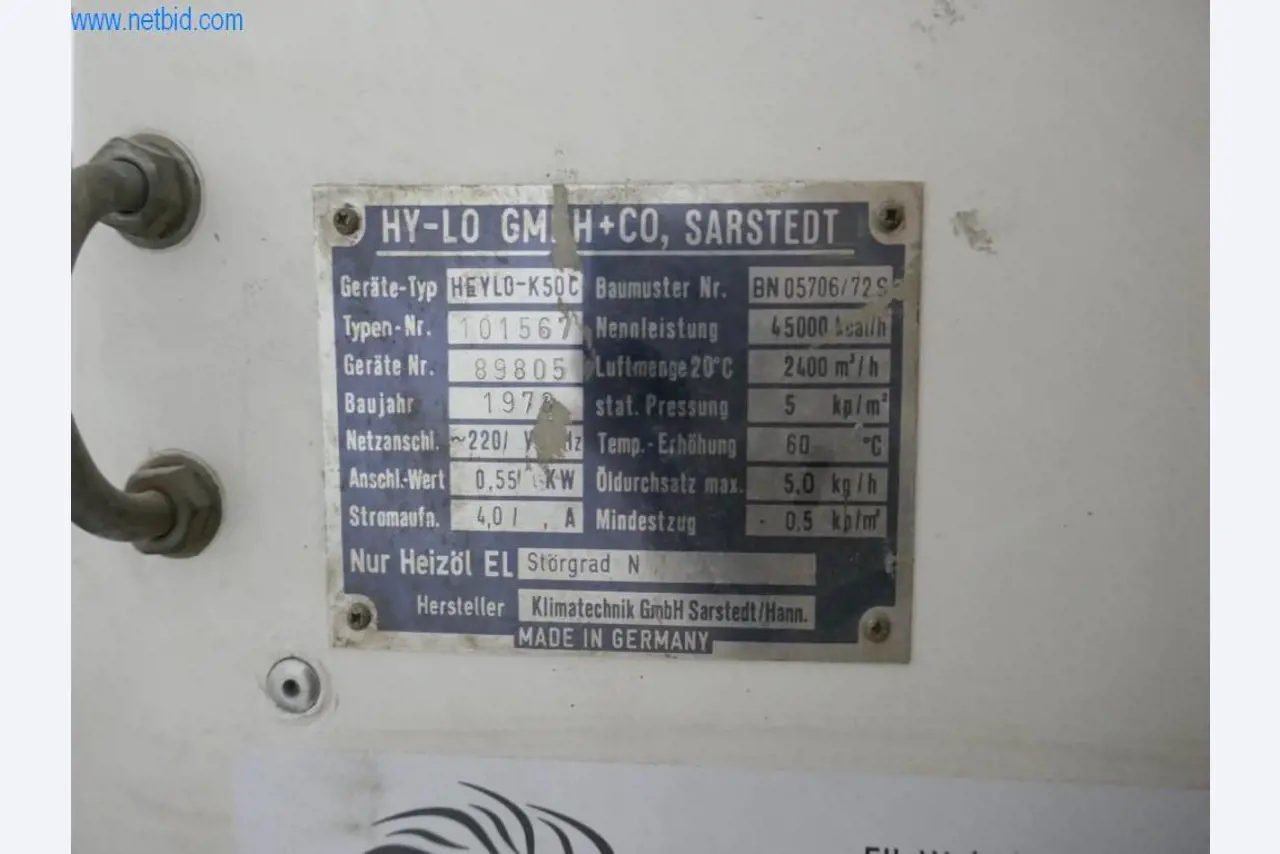 www.netbid.com
HY-LO GMBH+CO, SARSTEDT
Geräte-Typ HEYLO-K50C Baumuster Nr. BN 05706/72 S
Typen-Nr. 101567 Nennleistung 45000 kcal/h
Geräte Nr. 89805 Luftmenge 20°C 2400 m³/h
Baujahr stat. Pressung 5 kp/m²
Netzanschl. ~220/ V Hz Temp.-Erhöhung 60 °C
Anschl.-Wert 0,55/ KW Öldurchsatz max. 5,0 kg/h
Stromaufn. 4,0/ , A Mindestzug - 0,5 kp/m²
Nur Heizöl EL Störgrad N
Hersteller Klimatechnik GmbH Sarstedt/Hann.
MADE IN GERMANY